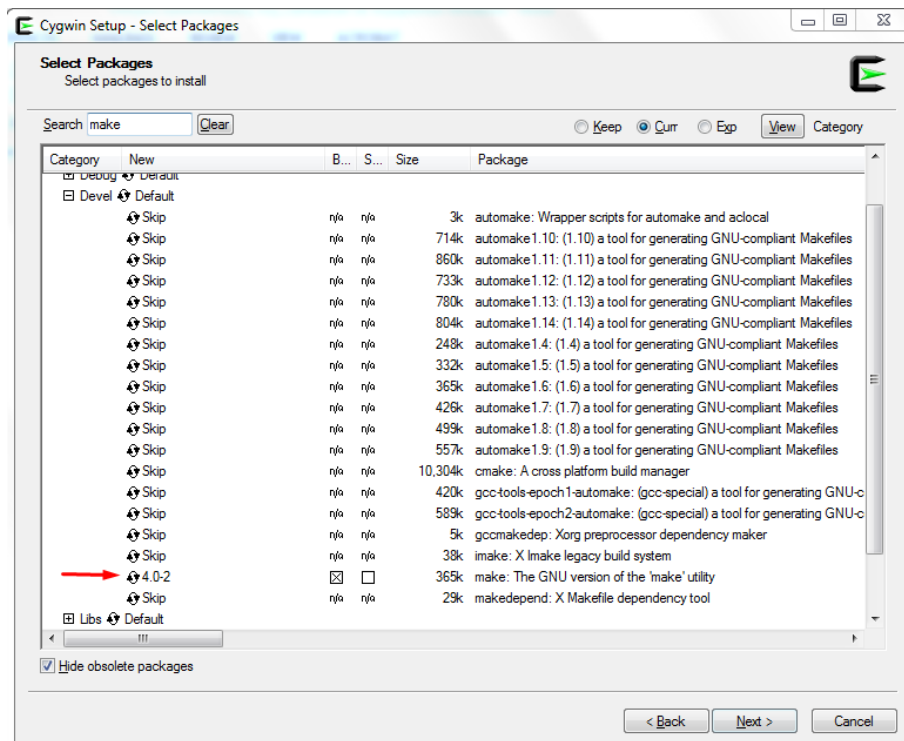 Cygwin Setup - Select Packages
Select Packages
Select packages to install
Search make Clear Keep Curr Exp View Category
Category New B... S... Size Package
Debug Default
Devel Default
Skip n/a n/a 3k automake: Wrapper scripts for automake and aclocal
Skip n/a n/a 714k automake1.10: (1.10) a tool for generating GNU-compliant Makefiles
Skip n/a n/a 860k automake1.11: (1.11) a tool for generating GNU-compliant Makefiles
Skip n/a n/a 733k automake1.12: (1.12) a tool for generating GNU-compliant Makefiles
Skip n/a n/a 780k automake1.13: (1.13) a tool for generating GNU-compliant Makefiles
Skip n/a n/a 804k automake1.14: (1.14) a tool for generating GNU-compliant Makefiles
Skip n/a n/a 248k automake1.4: (1.4) a tool for generating GNU-compliant Makefiles
Skip n/a n/a 332k automake1.5: (1.5) a tool for generating GNU-compliant Makefiles
Skip n/a n/a 365k automake1.6: (1.6) a tool for generating GNU-compliant Makefiles
Skip n/a n/a 426k automake1.7: (1.7) a tool for generating GNU-compliant Makefiles
Skip n/a n/a 499k automake1.8: (1.8) a tool for generating GNU-compliant Makefiles
Skip n/a n/a 557k automake1.9: (1.9) a tool for generating GNU-compliant Makefiles
Skip n/a n/a 10,304k cmake: A cross platform build manager
Skip n/a n/a 420k gcc-tools-epoch1-automake: (gcc-special) a tool for generating GNU-c
Skip n/a n/a 589k gcc-tools-epoch2-automake: (gcc-special) a tool for generating GNU-c
Skip n/a n/a 5k gccmakedep: Xorg preprocessor dependency maker
Skip n/a n/a 38k imake: X Imake legacy build system
4.0-2 365k make: The GNU version of the 'make' utility
Skip n/a n/a 29k makedepend: X Makefile dependency tool
Libs Default
Hide obsolete packages
< Back Next > Cancel